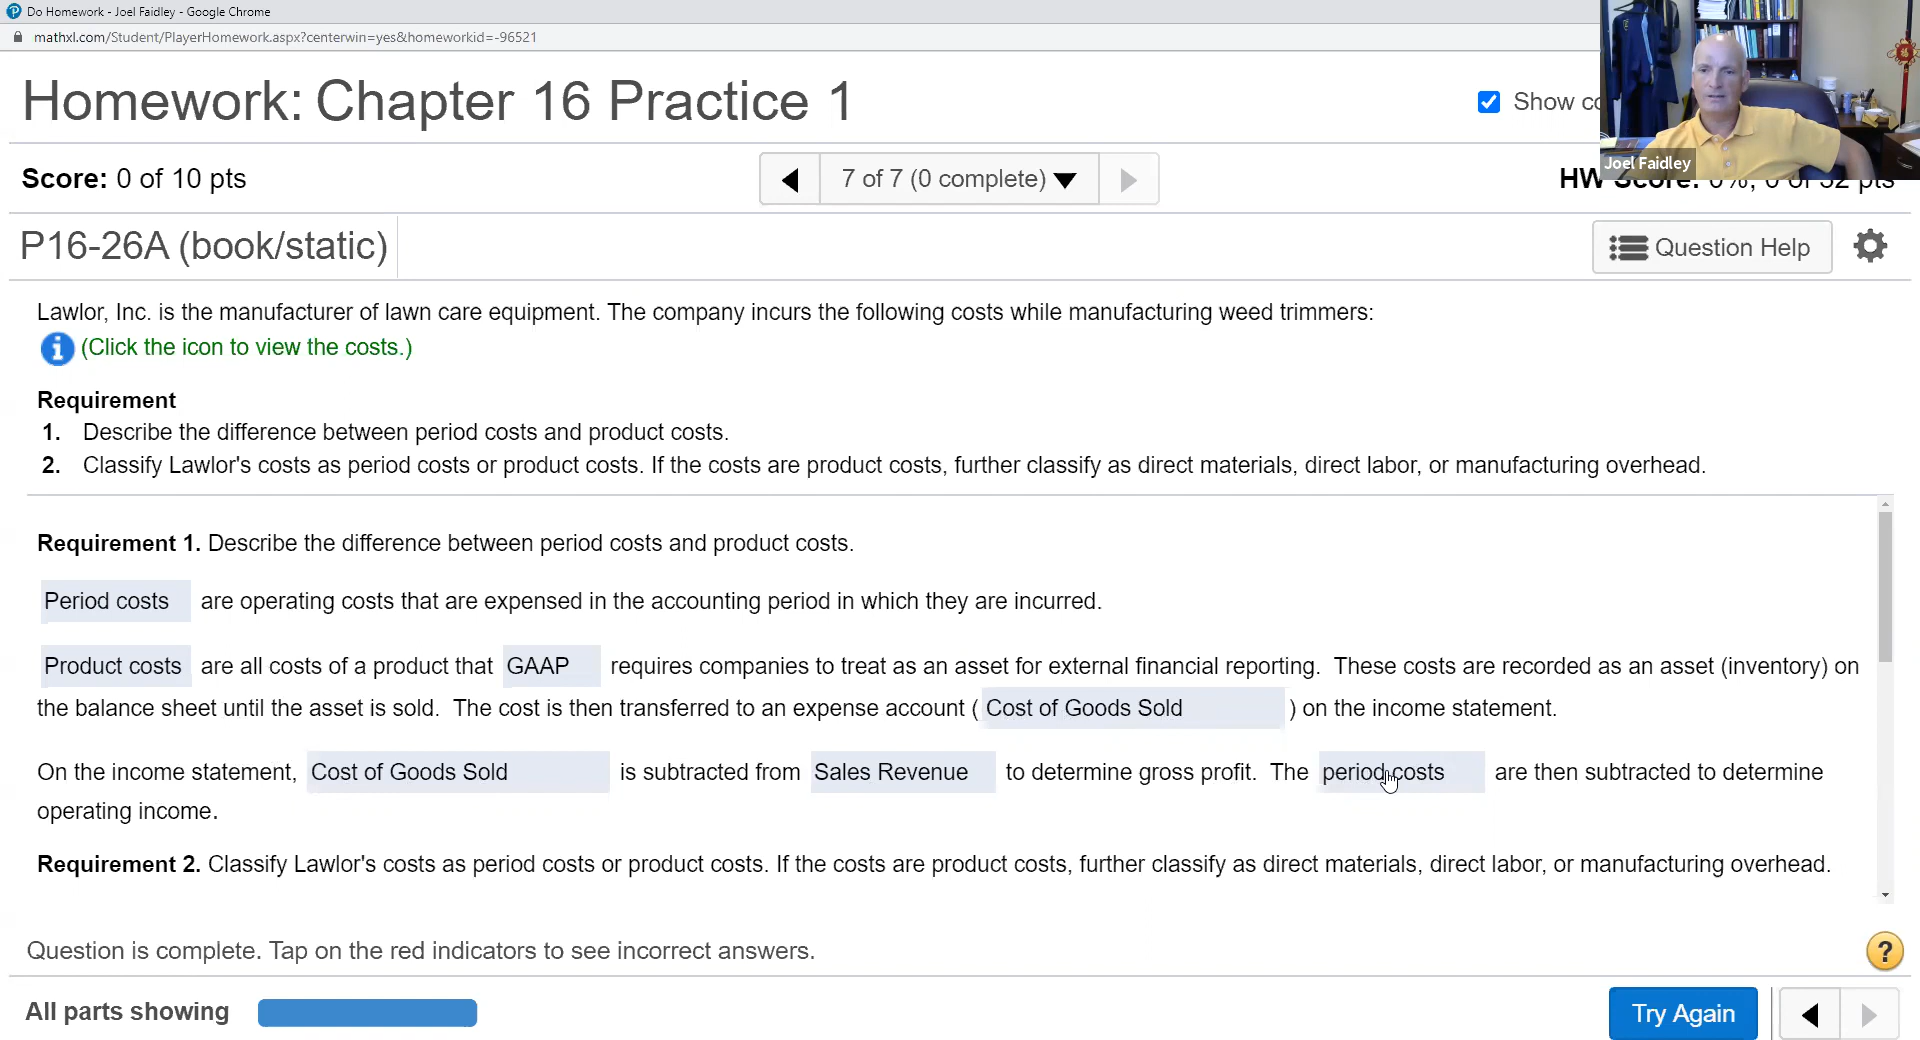 Do Homework - Joel Faidley - Google Chrome
mathxl.com/Student/PlayerHomework.aspx?centerwin=yes&homeworkid=-96521
Homework: Chapter 16 Practice 1
Show co
Joel Faidley
Score: 0 of 10 pts
7 of 7 (0 complete)
HW Score: 0%, 0 of 52 pts
P16-26A (book/static)
Question Help
Lawlor, Inc. is the manufacturer of lawn care equipment. The company incurs the following costs while manufacturing weed trimmers:
(Click the icon to view the costs.)
Requirement
1. Describe the difference between period costs and product costs.
2. Classify Lawlor's costs as period costs or product costs. If the costs are product costs, further classify as direct materials, direct labor, or manufacturing overhead.
Requirement 1. Describe the difference between period costs and product costs.
Period costs are operating costs that are expensed in the accounting period in which they are incurred.
Product costs are all costs of a product that GAAP requires companies to treat as an asset for external financial reporting. These costs are recorded as an asset (inventory) on
the balance sheet until the asset is sold. The cost is then transferred to an expense account ( Cost of Goods Sold ) on the income statement.
On the income statement, Cost of Goods Sold is subtracted from Sales Revenue to determine gross profit. The period costs are then subtracted to determine
operating income.
Requirement 2. Classify Lawlor's costs as period costs or product costs. If the costs are product costs, further classify as direct materials, direct labor, or manufacturing overhead.
Question is complete. Tap on the red indicators to see incorrect answers.
?
All parts showing
Try Again